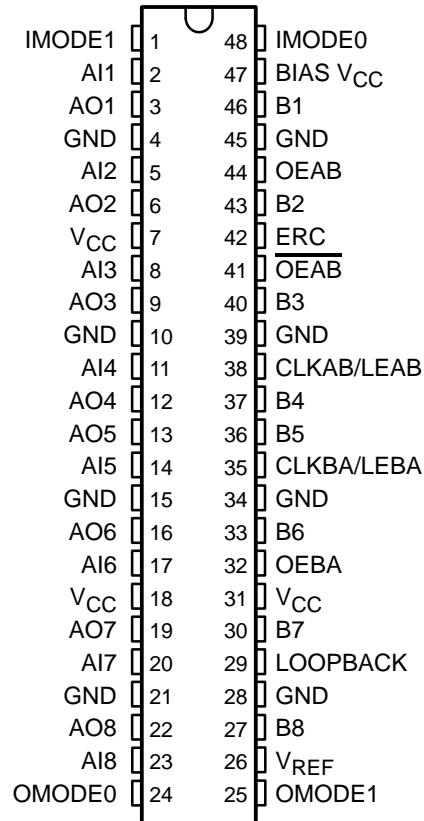 IMODE1 1 48 IMODE0
AI1 2 47 BIAS VCC
AO1 3 46 B1
GND 4 45 GND
AI2 5 44 OEAB
AO2 6 43 B2
VCC 7 42 ERC
AI3 8 41 O̅E̅A̅B̅
AO3 9 40 B3
GND 10 39 GND
AI4 11 38 CLKAB/LEAB
AO4 12 37 B4
AO5 13 36 B5
AI5 14 35 CLKBA/LEBA
GND 15 34 GND
AO6 16 33 B6
AI6 17 32 OEBA
VCC 18 31 VCC
AO7 19 30 B7
AI7 20 29 LOOPBACK
GND 21 28 GND
AO8 22 27 B8
AI8 23 26 VREF
OMODE0 24 25 OMODE1